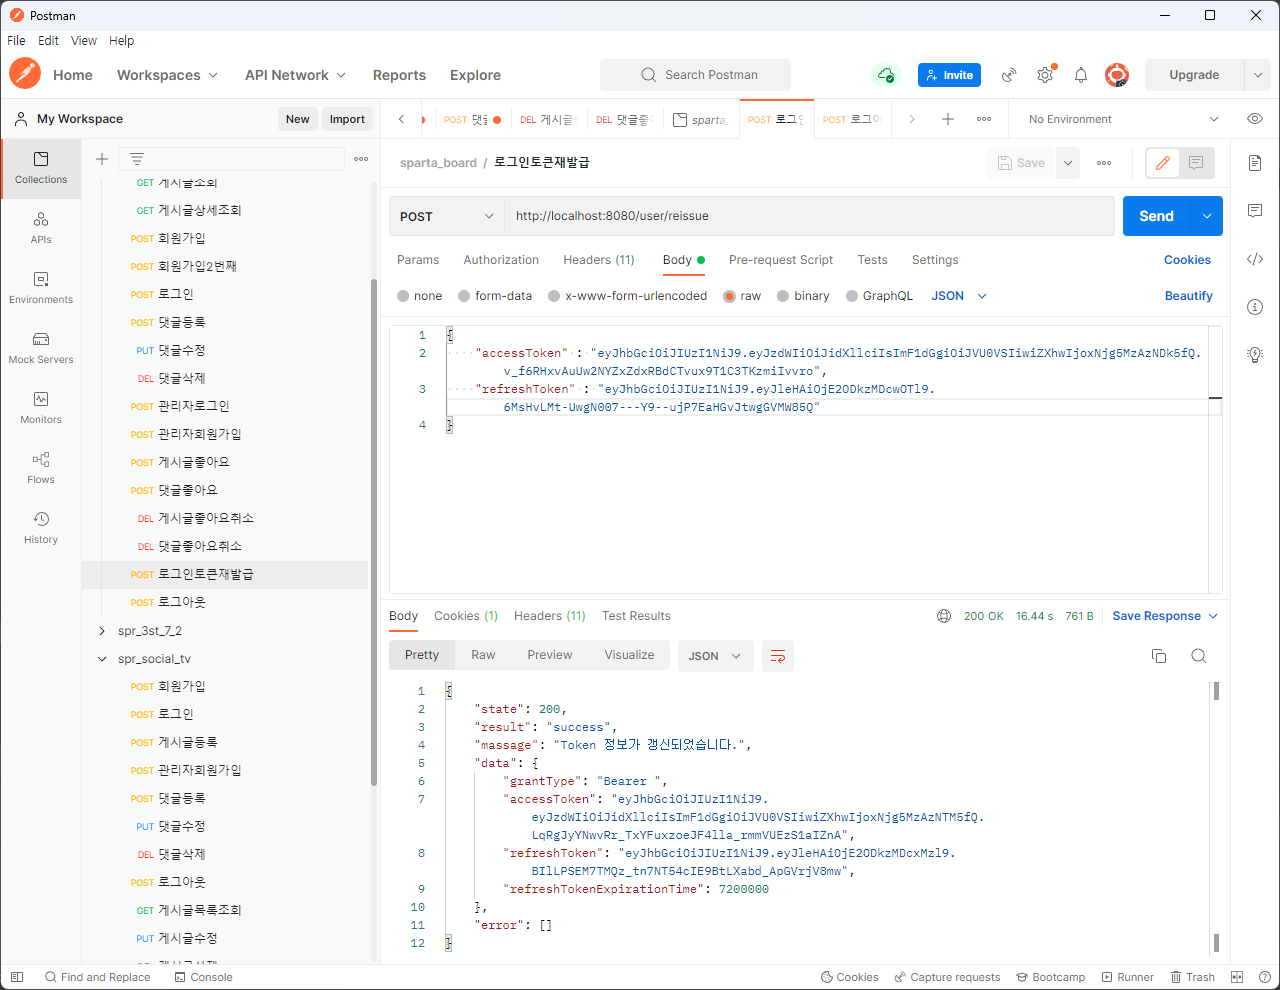 Postman
File Edit View Help
Home Workspaces API Network Reports Explore
Search Postman
Invite
Upgrade
My Workspace
New Import
POST 댓글
DEL 게시글
DEL 댓글좋
sparta_
POST 로그인
POST 로그아
No Environment
Collections
APIs
Environments
Mock Servers
Monitors
Flows
History
GET 게시글조회
GET 게시글상세조회
POST 회원가입
POST 회원가입2번째
POST 로그인
POST 댓글등록
PUT 댓글수정
DEL 댓글삭제
POST 관리자로그인
POST 관리자회원가입
POST 게시글좋아요
POST 댓글좋아요
DEL 게시글좋아요취소
DEL 댓글좋아요취소
POST 로그인토큰재발급
POST 로그아웃
spr_3st_7_2
spr_social_tv
POST 회원가입
POST 로그인
POST 게시글등록
POST 관리자회원가입
POST 댓글등록
PUT 댓글수정
DEL 댓글삭제
POST 로그아웃
GET 게시글목록조회
PUT 게시글수정
sparta_board / 로그인토큰재발급
Save
POST http://localhost:8080/user/reissue
Send
Params Authorization Headers (11) Body Pre-request Script Tests Settings Cookies
none form-data x-www-form-urlencoded raw binary GraphQL JSON Beautify
1 {
2 "accessToken" : "eyJhbGciOiJIUzI1NiJ9.eyJzdWIiOiJidXllciIsImF1dGgiOiJVU0VSIiwiZXhwIjoxNjg5MzAzNDk5fQ.
v_f6RHxvAuUw2NYZxZdxRBdCTvux9T1C3TKzmiIvvro",
3 "refreshToken" : "eyJhbGciOiJIUzI1NiJ9.eyJleHAiOjE2ODkzMDcwOTl9.
6MsHvLMt-UwgN007---Y9--ujP7EaHGvJtwgGVMW85Q"
4 }
Body Cookies (1) Headers (11) Test Results
200 OK 16.44 s 761 B Save Response
Pretty Raw Preview Visualize JSON
1 {
2 "state": 200,
3 "result": "success",
4 "massage": "Token 정보가 갱신되었습니다.",
5 "data": {
6 "grantType": "Bearer ",
7 "accessToken": "eyJhbGciOiJIUzI1NiJ9.
eyJzdWIiOiJidXllciIsImF1dGgiOiJVU0VSIiwiZXhwIjoxNjg5MzAzNTM5fQ.
LqRgJyYNwvRr_TxYFuxzoeJF4lla_rmmVUEzS1aIZnA",
8 "refreshToken": "eyJhbGciOiJIUzI1NiJ9.eyJleHAiOjE2ODkzMDcxMzl9.
BIlLPSEM7TMQz_tn7NT54cIE9BtLXabd_ApGVrjV8mw",
9 "refreshTokenExpirationTime": 7200000
10 },
11 "error": []
12 }
Find and Replace Console
Cookies Capture requests Bootcamp Runner Trash